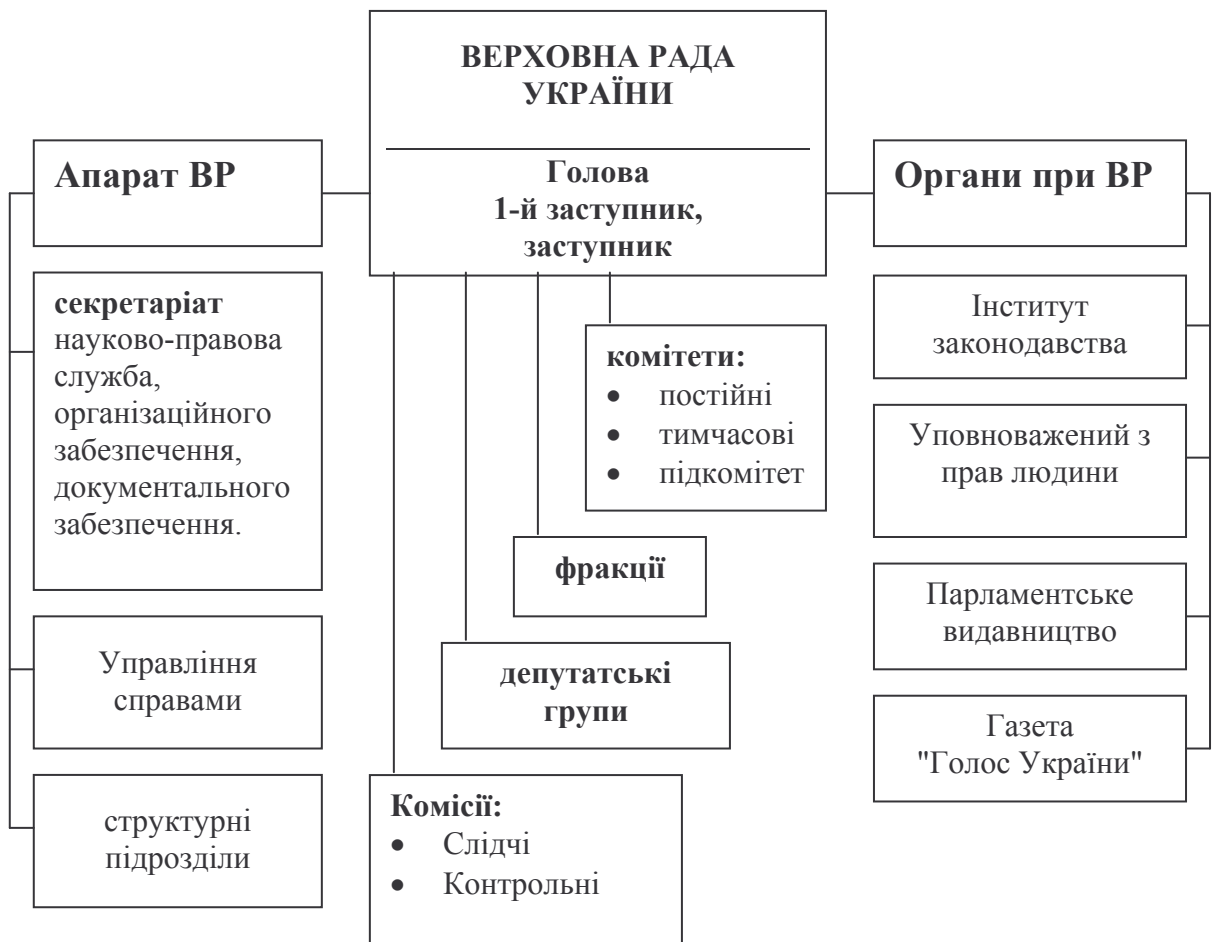 ВЕРХОВНА РАДА
УКРАЇНИ
Голова
1-й заступник,
заступник
Апарат ВР
секретаріат
науково-правова
служба,
організаційного
забезпечення,
документального
забезпечення.
Управління
справами
структурні
підрозділи
комітети:
• постійні
• тимчасові
• підкомітет
фракції
депутатські
групи
Комісії:
• Слідчі
• Контрольні
Органи при ВР
Інститут
законодавства
Уповноважений з
прав людини
Парламентське
видавництво
Газета
"Голос України"